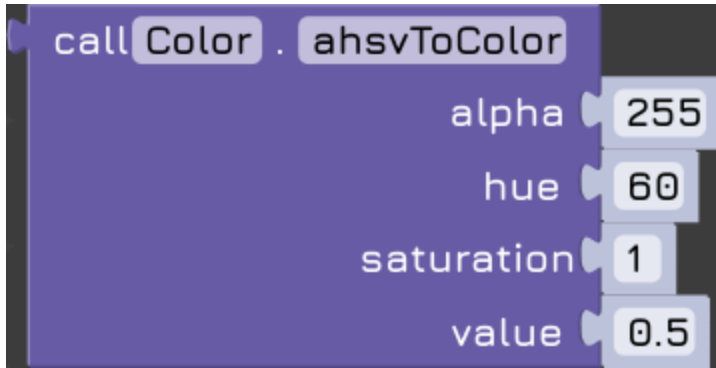 call Color . ahsvToColor
alpha 255
hue 60
saturation 1
value 0.5